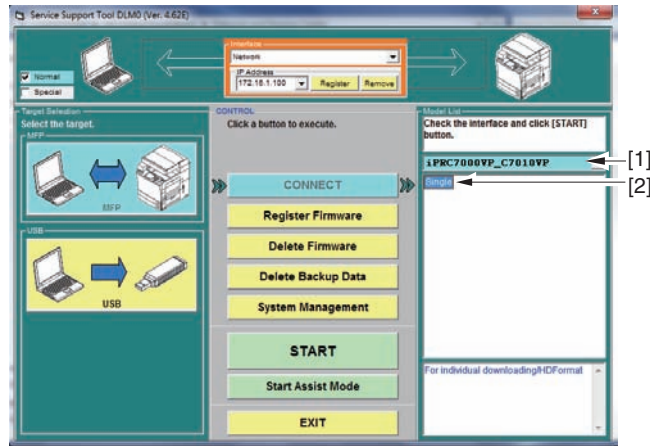 Service Support Tool DLM0 (Ver. 4.62E)
Normal
Special
Interface
Network
IP Address
172.16.1.100
Register
Remove
Target Selection
Select the target.
MFP
MFP
USB
USB
CONTROL
Click a button to execute.
CONNECT
Register Firmware
Delete Firmware
Delete Backup Data
System Management
START
Start Assist Mode
EXIT
Model List
Check the interface and click [START]
button.
iPRC7000VP_C7010VP
[1]
Single
[2]
For individual downloading/HDFormat